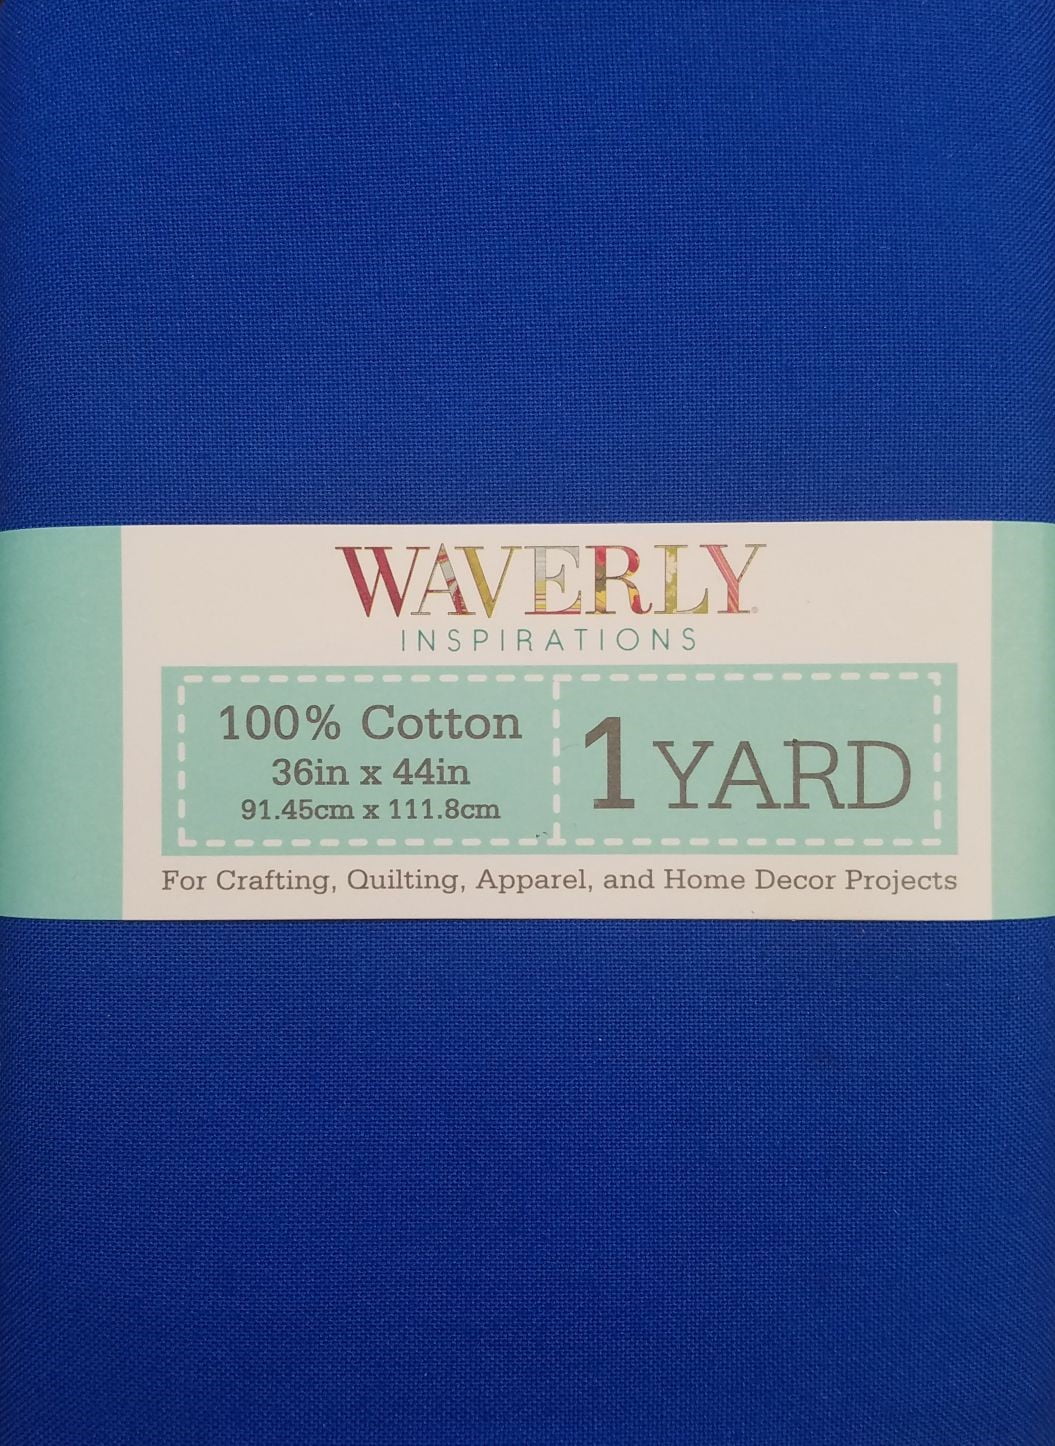 WAVERLY
INSPIRATIONS
100% Cotton
36in x 44in
91.45cm x 111.8cm
1 YARD
For Crafting, Quilting, Apparel, and Home Decor Projects